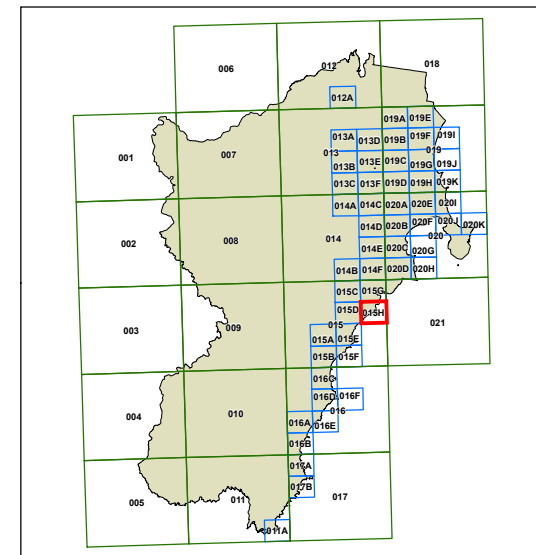 006 012 018
012A
019A 019E
001 007 013A 013D 019B 019F 019I
013 019
013B 013E 019C 019G 019J
013C 013F 019D 019H 019K
014A 014C 020A 020E 020I
002 008 014 014D 020B 020F 020J 020K
020
014E 020C 020G
014B 014F 020D 020H
015C 015G
003 009 015D 015H 021
015
015A 015E
015B 015F
016C
004 010 016D 016F
016
016A 016E
016B
017A
005 011 017B 017
011A